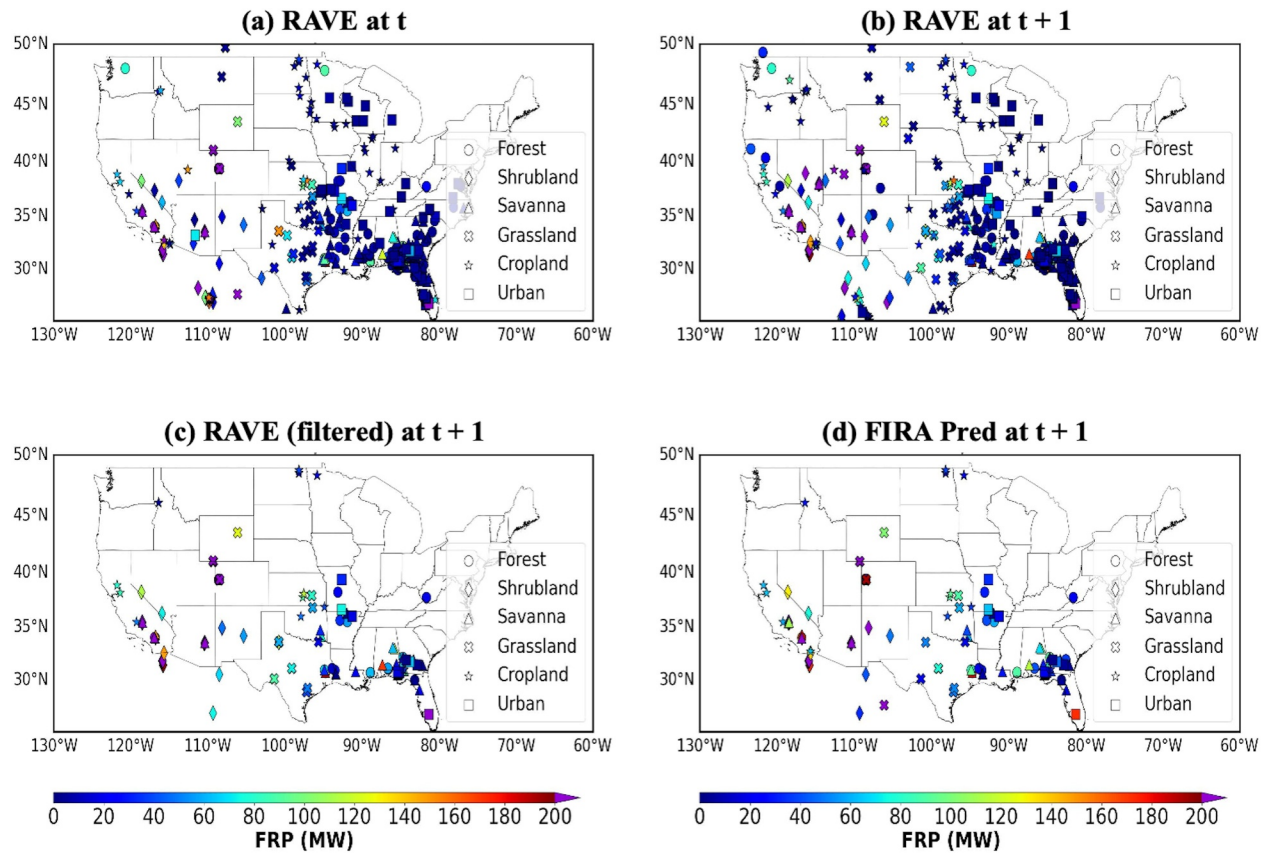 (a) RAVE at t
(b) RAVE at t + 1
50°N
45°N
40°N
35°N
30°N
130°W 120°W 110°W 100°W 90°W 80°W 70°W 60°W
Forest
Shrubland
Savanna
Grassland
Cropland
Urban
50°N
45°N
40°N
35°N
30°N
130°W 120°W 110°W 100°W 90°W 80°W 70°W 60°W
Forest
Shrubland
Savanna
Grassland
Cropland
Urban
(c) RAVE (filtered) at t + 1
(d) FIRA Pred at t + 1
50°N
45°N
40°N
35°N
30°N
130°W 120°W 110°W 100°W 90°W 80°W 70°W 60°W
Forest
Shrubland
Savanna
Grassland
Cropland
Urban
50°N
45°N
40°N
35°N
30°N
130°W 120°W 110°W 100°W 90°W 80°W 70°W 60°W
Forest
Shrubland
Savanna
Grassland
Cropland
Urban
0 20 40 60 80 100 120 140 160 180 200
FRP (MW)
0 20 40 60 80 100 120 140 160 180 200
FRP (MW)